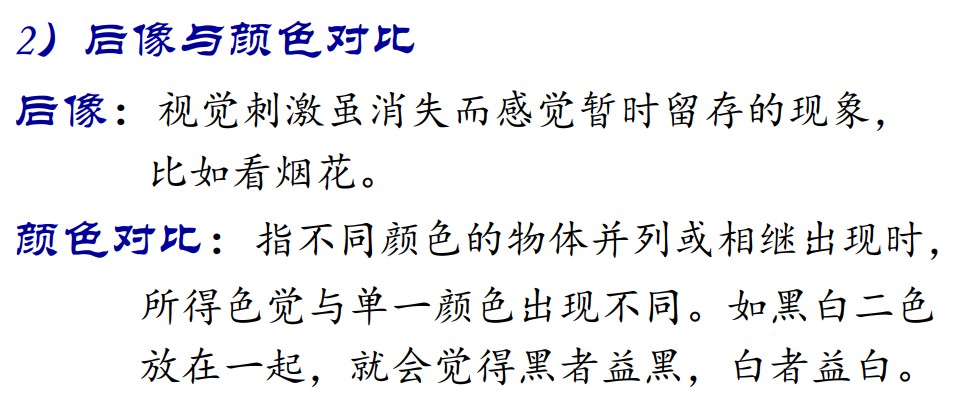 2）后像与颜色对比
后像：视觉刺激虽消失而感觉暂时留存的现象，
比如看烟花。
颜色对比：指不同颜色的物体并列或相继出现时，
所得色觉与单一颜色出现不同。如黑白二色
放在一起，就会觉得黑者益黑，白者益白。